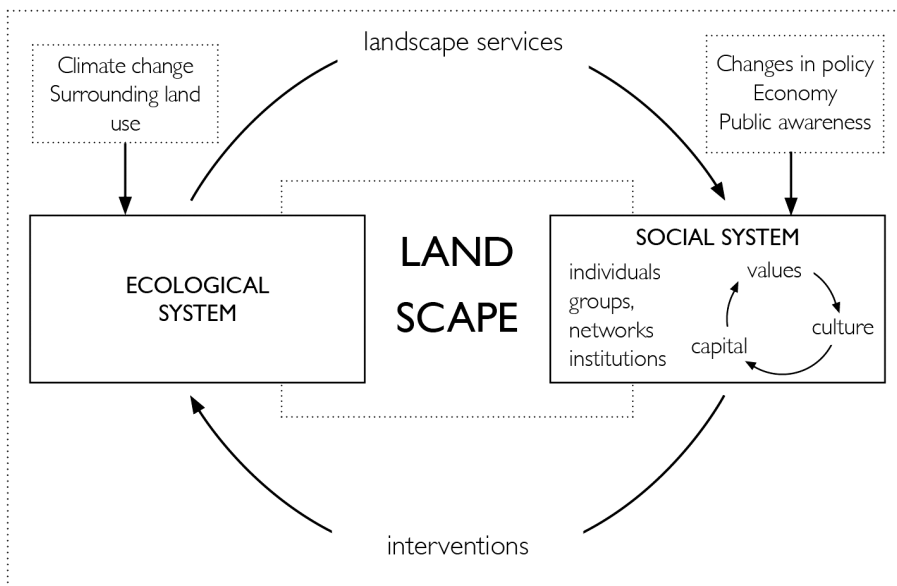 landscape services
Climate change
Surrounding land
use
Changes in policy
Economy
Public awareness
ECOLOGICAL
SYSTEM
LAND
SCAPE
SOCIAL SYSTEM
individuals
groups,
networks
institutions
values
culture
capital
interventions